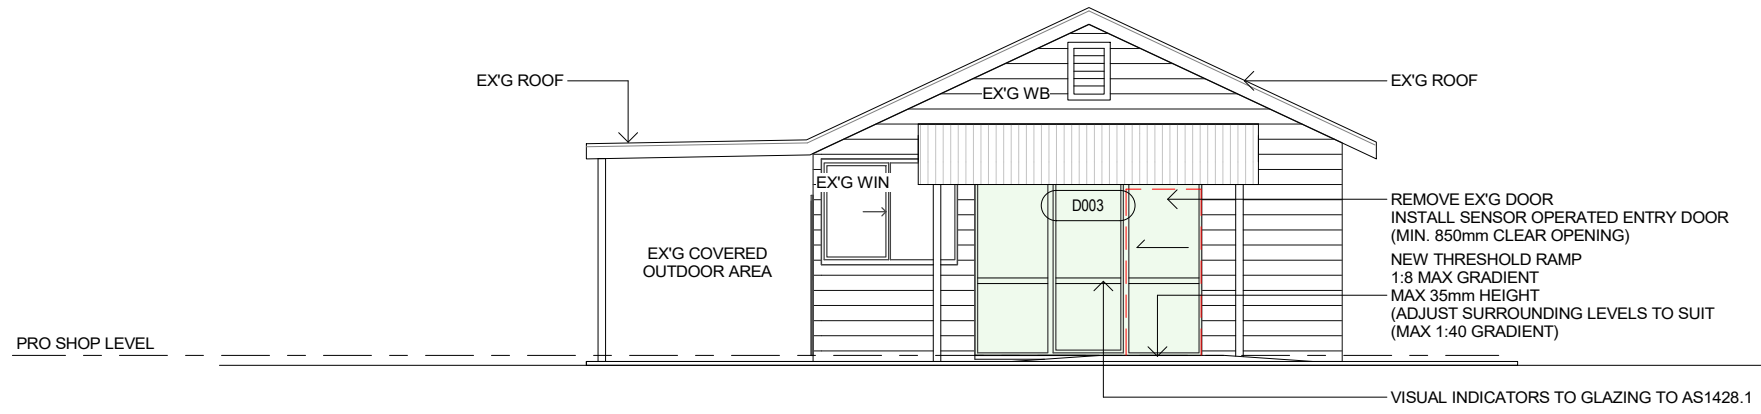 EX'G ROOF
EX'G ROOF
EX'G WB
EX'G WIN
D003
REMOVE EX'G DOOR
INSTALL SENSOR OPERATED ENTRY DOOR
(MIN. 850mm CLEAR OPENING)
EX'G COVERED
OUTDOOR AREA
NEW THRESHOLD RAMP
1:8 MAX GRADIENT
MAX 35mm HEIGHT
(ADJUST SURROUNDING LEVELS TO SUIT
(MAX 1:40 GRADIENT)
PRO SHOP LEVEL
VISUAL INDICATORS TO GLAZING TO AS1428.1